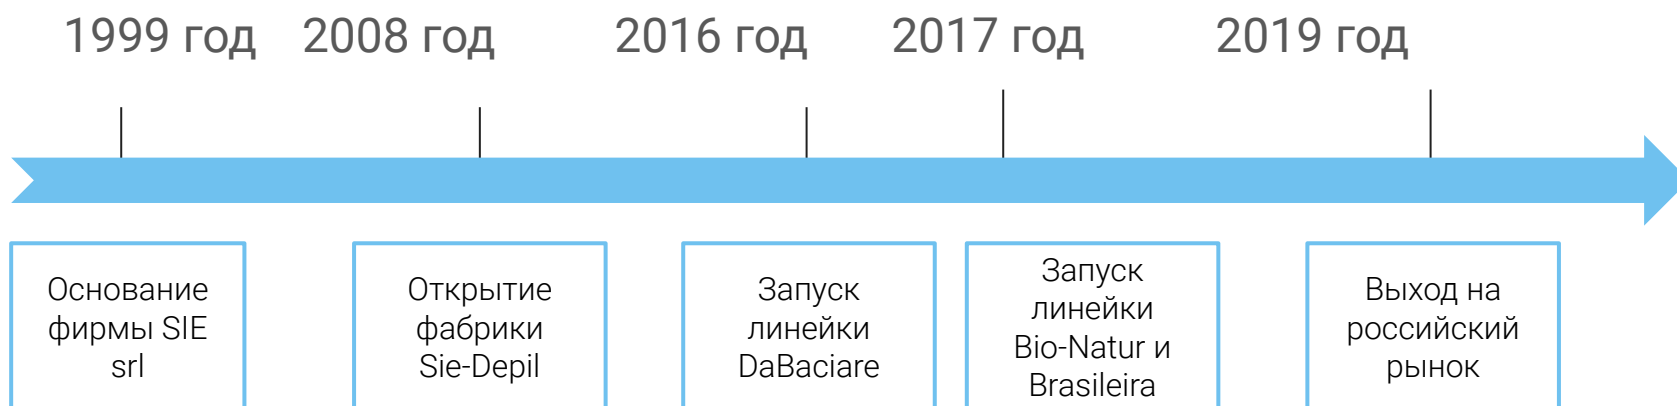 1999 год
2008 год
2016 год
2017 год
2019 год
Основание
фирмы SIE
srl
Открытие
фабрики
Sie-Depil
Запуск
линейки
DaBaciare
Запуск
линейки
Bio-Natur и
Brasileira
Выход на
российский
рынок